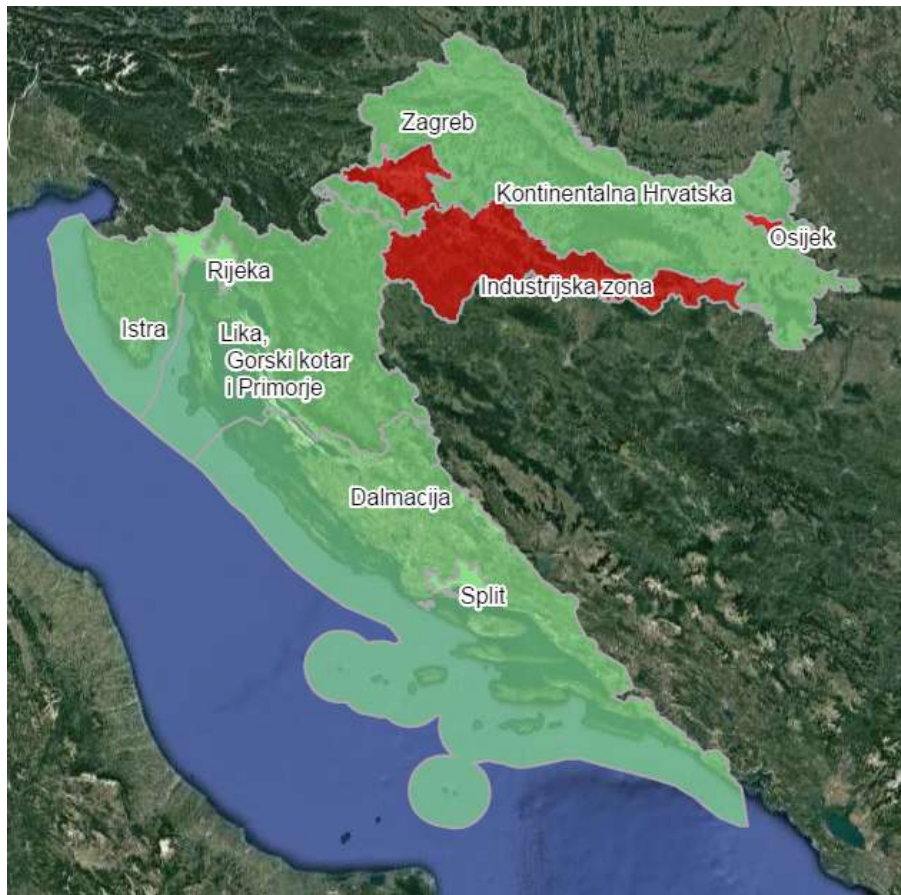 Zagreb
Kontinentalna Hrvatska
Osijek
Rijeka
Industrijska zona
Istra
Lika,
Gorski kotar
i Primorje
Dalmacija
Split